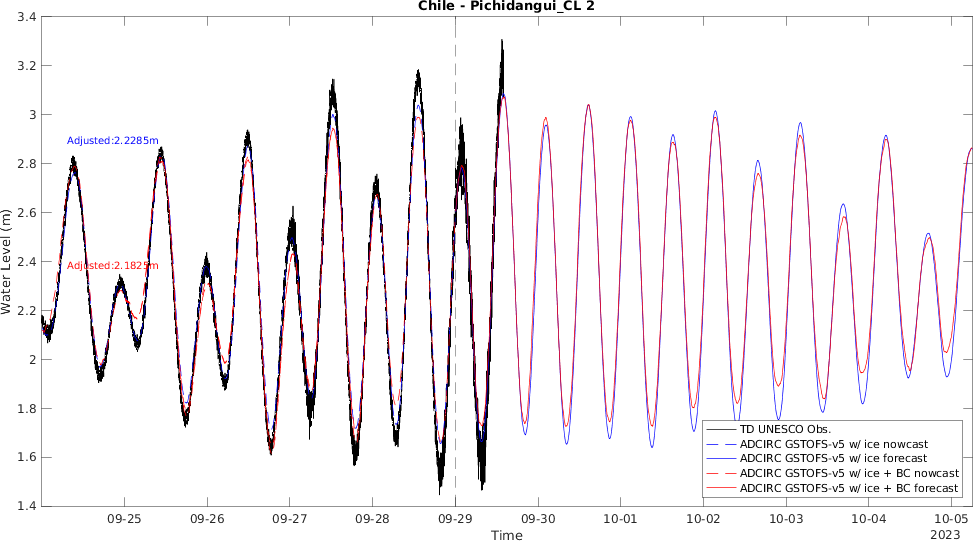 Chile - Pichidangui_CL 2
3.4
3.2
3
2.8
2.6
2.4
2.2
2
1.8
1.6
1.4
Water Level (m)
Adjusted:2.2285m
Adjusted:2.1825m
TD UNESCO Obs.
ADCIRC GSTOFS-v5 w/ ice nowcast
ADCIRC GSTOFS-v5 w/ ice forecast
ADCIRC GSTOFS-v5 w/ ice + BC nowcast
ADCIRC GSTOFS-v5 w/ ice + BC forecast
09-25 09-26 09-27 09-28 09-29 09-30 10-01 10-02 10-03 10-04 10-05
Time
2023